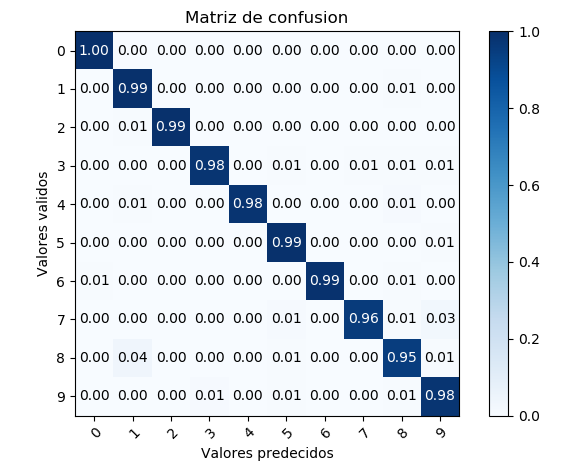 Matriz de confusion
0 1.00 0.00 0.00 0.00 0.00 0.00 0.00 0.00 0.00 0.00
1 0.00 0.99 0.00 0.00 0.00 0.00 0.00 0.00 0.01 0.00
2 0.00 0.01 0.99 0.00 0.00 0.00 0.00 0.00 0.00 0.00
3 0.00 0.00 0.00 0.98 0.00 0.01 0.00 0.01 0.01 0.01
4 0.00 0.01 0.00 0.00 0.98 0.00 0.00 0.00 0.01 0.00
5 0.00 0.00 0.00 0.00 0.00 0.99 0.00 0.00 0.00 0.01
6 0.01 0.00 0.00 0.00 0.00 0.00 0.99 0.00 0.01 0.00
7 0.00 0.00 0.00 0.00 0.00 0.01 0.00 0.96 0.01 0.03
8 0.00 0.04 0.00 0.00 0.00 0.01 0.00 0.00 0.95 0.01
9 0.00 0.00 0.00 0.01 0.00 0.01 0.00 0.00 0.01 0.98
0 1 2 3 4 5 6 7 8 9
Valores predecidos
Valores validos
1.0
0.8
0.6
0.4
0.2
0.0